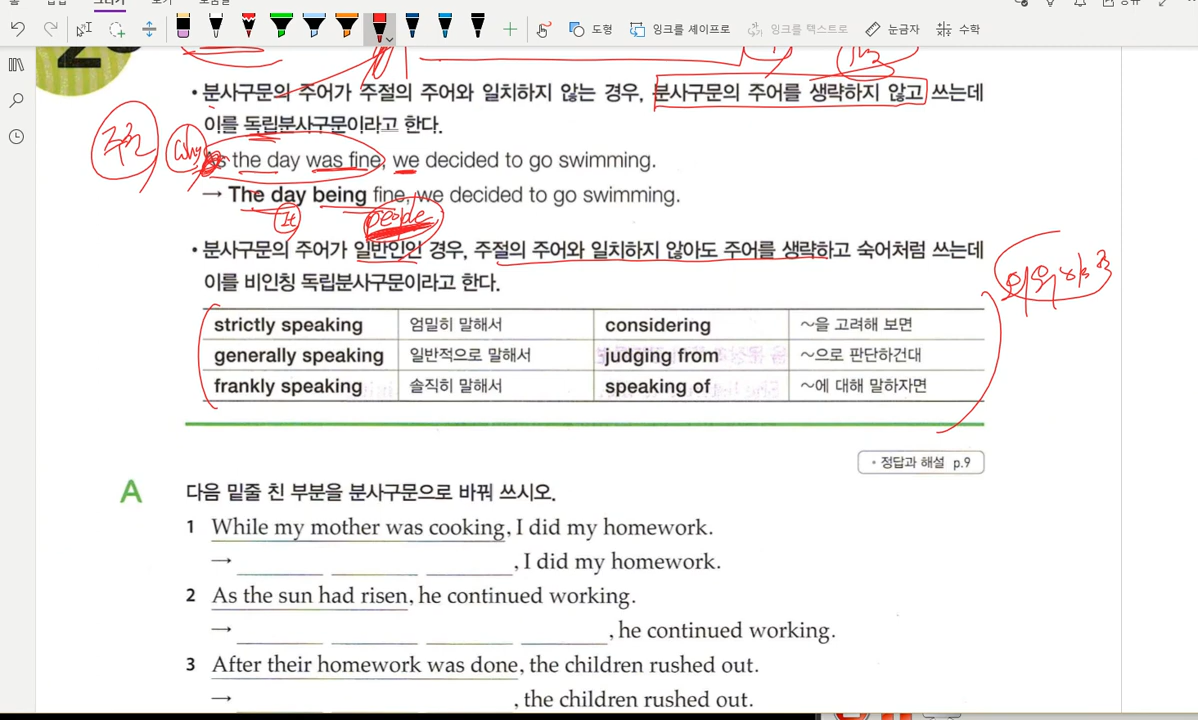 도형
잉크를 셰이프로
잉크를 텍스트로
눈금자
수학
• 분사구문의 주어가 주절의 주어와 일치하지 않는 경우, 분사구문의 주어를 생략하지 않고 쓰는데
이를 독립분사구문이라고 한다.
the day was fine, we decided to go swimming.
→ The day being fine, we decided to go swimming.
It
people
• 분사구문의 주어가 일반인인 경우, 주절의 주어와 일치하지 않아도 주어를 생략하고 숙어처럼 쓰는데
이를 비인칭 독립분사구문이라고 한다.
strictly speaking 엄밀히 말해서 considering ~을 고려해 보면
generally speaking 일반적으로 말해서 judging from ~으로 판단하건대
frankly speaking 솔직히 말해서 speaking of ~에 대해 말하자면
• 정답과 해설 p.9
A 다음 밑줄 친 부분을 분사구문으로 바꿔 쓰시오.
1 While my mother was cooking, I did my homework.
→ , I did my homework.
2 As the sun had risen, he continued working.
→ , he continued working.
3 After their homework was done, the children rushed out.
→ , the children rushed out.